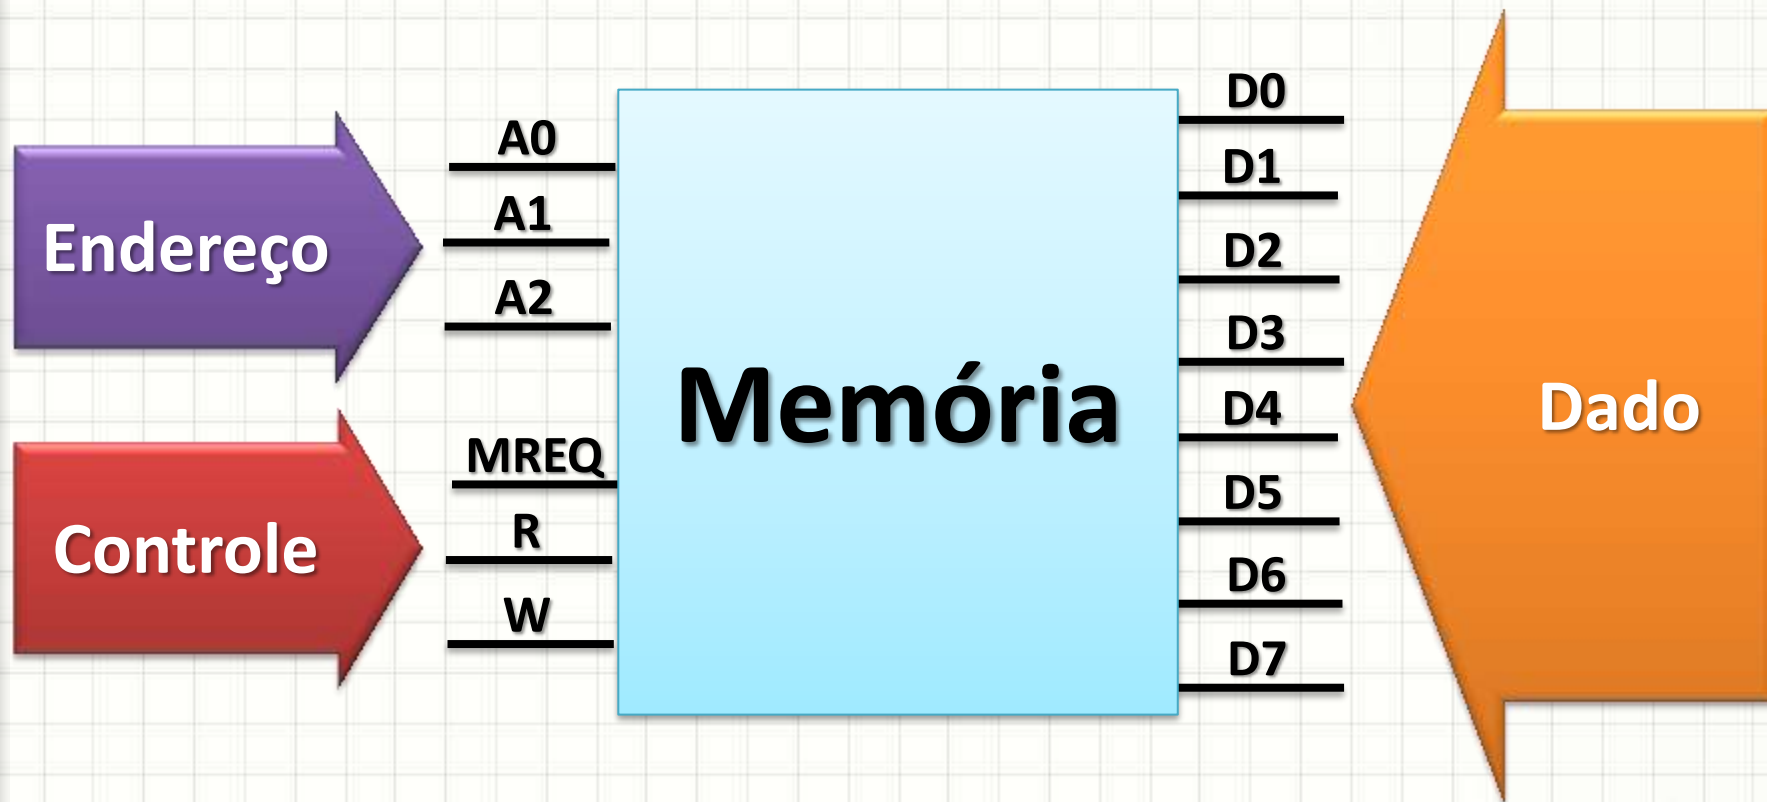 Endereço
Controle
A0
A1
A2
MREQ
R
W
Memória
D0
D1
D2
D3
D4
D5
D6
D7
Dado